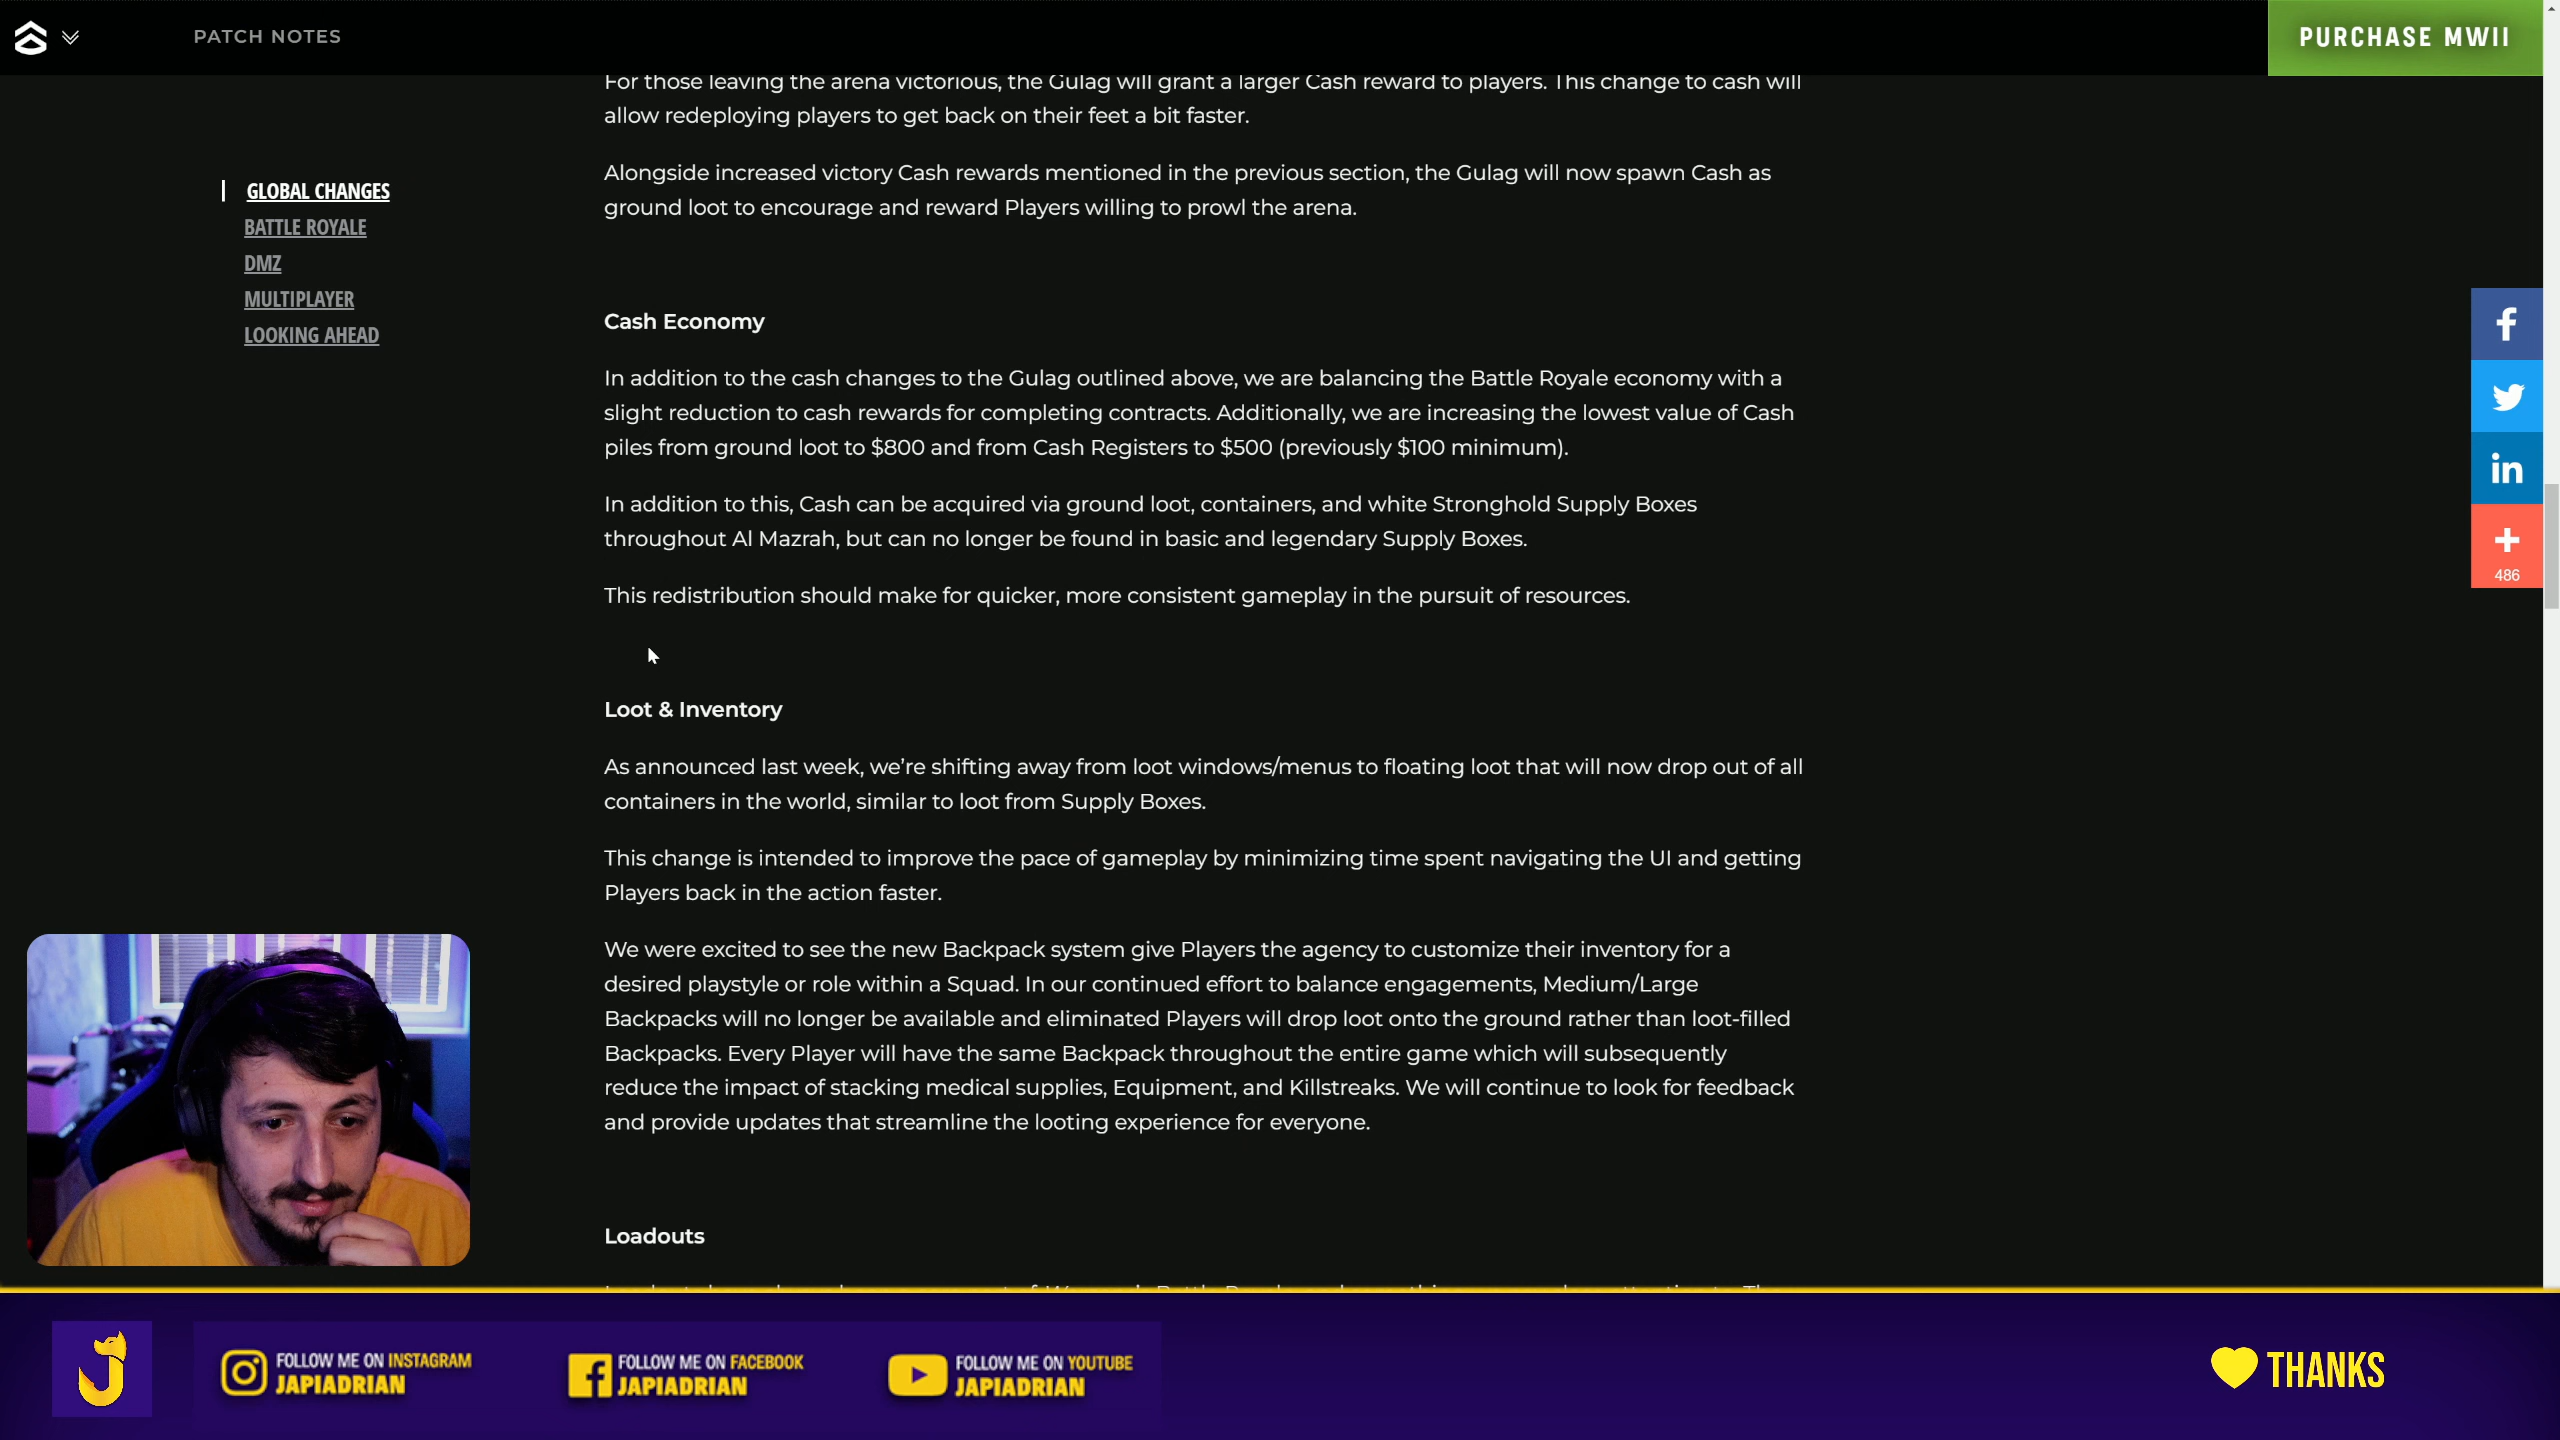 PATCH NOTES
PURCHASE MWII
GLOBAL CHANGES
BATTLE ROYALE
DMZ
MULTIPLAYER
LOOKING AHEAD
For those leaving the arena victorious, the Gulag will grant a larger Cash reward to players. This change to cash will
allow redeploying players to get back on their feet a bit faster.
Alongside increased victory Cash rewards mentioned in the previous section, the Gulag will now spawn Cash as
ground loot to encourage and reward Players willing to prowl the arena.
Cash Economy
In addition to the cash changes to the Gulag outlined above, we are balancing the Battle Royale economy with a
slight reduction to cash rewards for completing contracts. Additionally, we are increasing the lowest value of Cash
piles from ground loot to $800 and from Cash Registers to $500 (previously $100 minimum).
In addition to this, Cash can be acquired via ground loot, containers, and white Stronghold Supply Boxes
throughout Al Mazrah, but can no longer be found in basic and legendary Supply Boxes.
This redistribution should make for quicker, more consistent gameplay in the pursuit of resources.
Loot & Inventory
As announced last week, we're shifting away from loot windows/menus to floating loot that will now drop out of all
containers in the world, similar to loot from Supply Boxes.
This change is intended to improve the pace of gameplay by minimizing time spent navigating the UI and getting
Players back in the action faster.
We were excited to see the new Backpack system give Players the agency to customize their inventory for a
desired playstyle or role within a Squad. In our continued effort to balance engagements, Medium/Large
Backpacks will no longer be available and eliminated Players will drop loot onto the ground rather than loot-filled
Backpacks. Every Player will have the same Backpack throughout the entire game which will subsequently
reduce the impact of stacking medical supplies, Equipment, and Killstreaks. We will continue to look for feedback
and provide updates that streamline the looting experience for everyone.
Loadouts
f
in
486
J
FOLLOW ME ON INSTAGRAM
JAPIADRIAN
FOLLOW ME ON FACEBOOK
JAPIADRIAN
FOLLOW ME ON YOUTUBE
JAPIADRIAN
THANKS